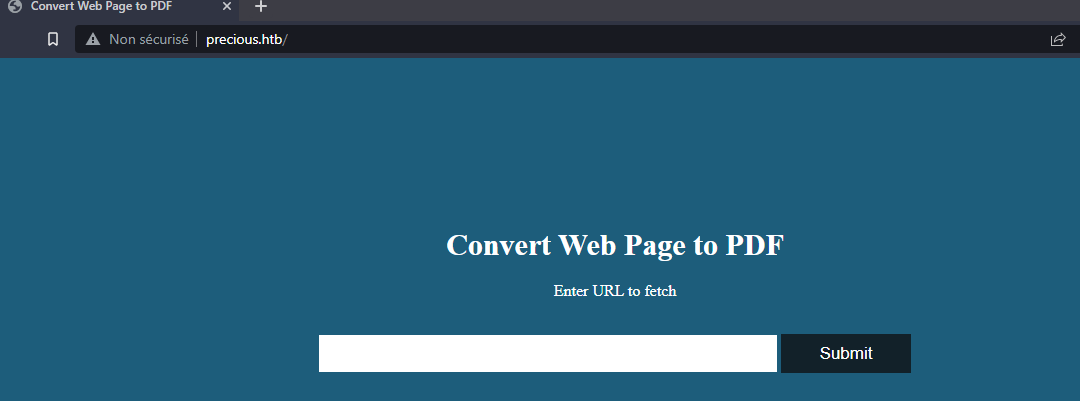 Convert Web Page to PDF
Non sécurisé precious.htb/
Convert Web Page to PDF
Enter URL to fetch
Submit